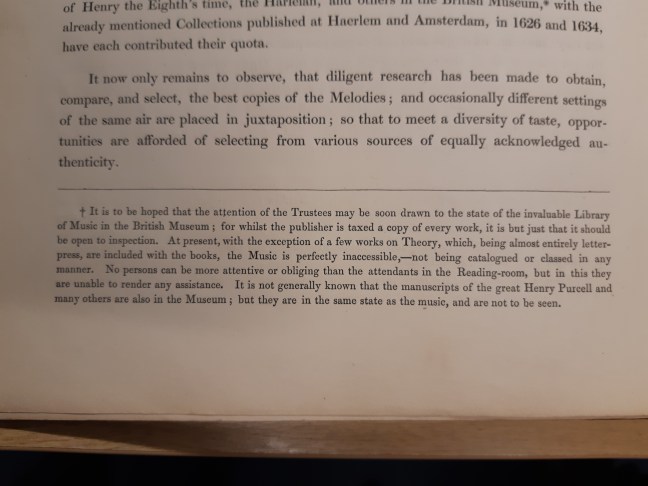 of Henry the Eighth's time, the Harleian, and others in the British Museum,* with the
already mentioned Collections published at Haerlem and Amsterdam, in 1626 and 1634,
have each contributed their quota.
It now only remains to observe, that diligent research has been made to obtain,
compare, and select, the best copies of the Melodies; and occasionally different settings
of the same air are placed in juxtaposition; so that to meet a diversity of taste, oppor-
tunities are afforded of selecting from various sources of equally acknowledged au-
thenticity.
† It is to be hoped that the attention of the Trustees may be soon drawn to the state of the invaluable Library
of Music in the British Museum; for whilst the publisher is taxed a copy of every work, it is but just that it should
be open to inspection. At present, with the exception of a few works on Theory, which, being almost entirely letter-
press, are included with the books, the Music is perfectly inaccessible,—not being catalogued or classed in any
manner. No persons can be more attentive or obliging than the attendants in the Reading-room, but in this they
are unable to render any assistance. It is not generally known that the manuscripts of the great Henry Purcell and
many others are also in the Museum; but they are in the same state as the music, and are not to be seen.